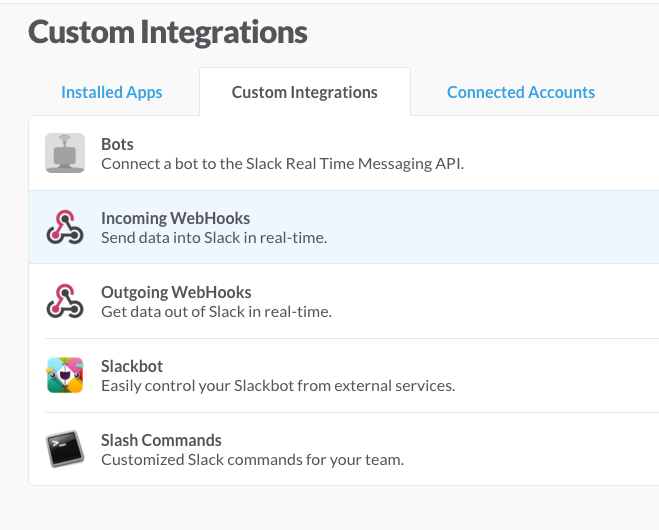 Custom Integrations
Installed Apps
Custom Integrations
Connected Accounts
Bots
Connect a bot to the Slack Real Time Messaging API.
Incoming WebHooks
Send data into Slack in real-time.
Outgoing WebHooks
Get data out of Slack in real-time.
Slackbot
Easily control your Slackbot from external services.
>_
Slash Commands
Customized Slack commands for your team.